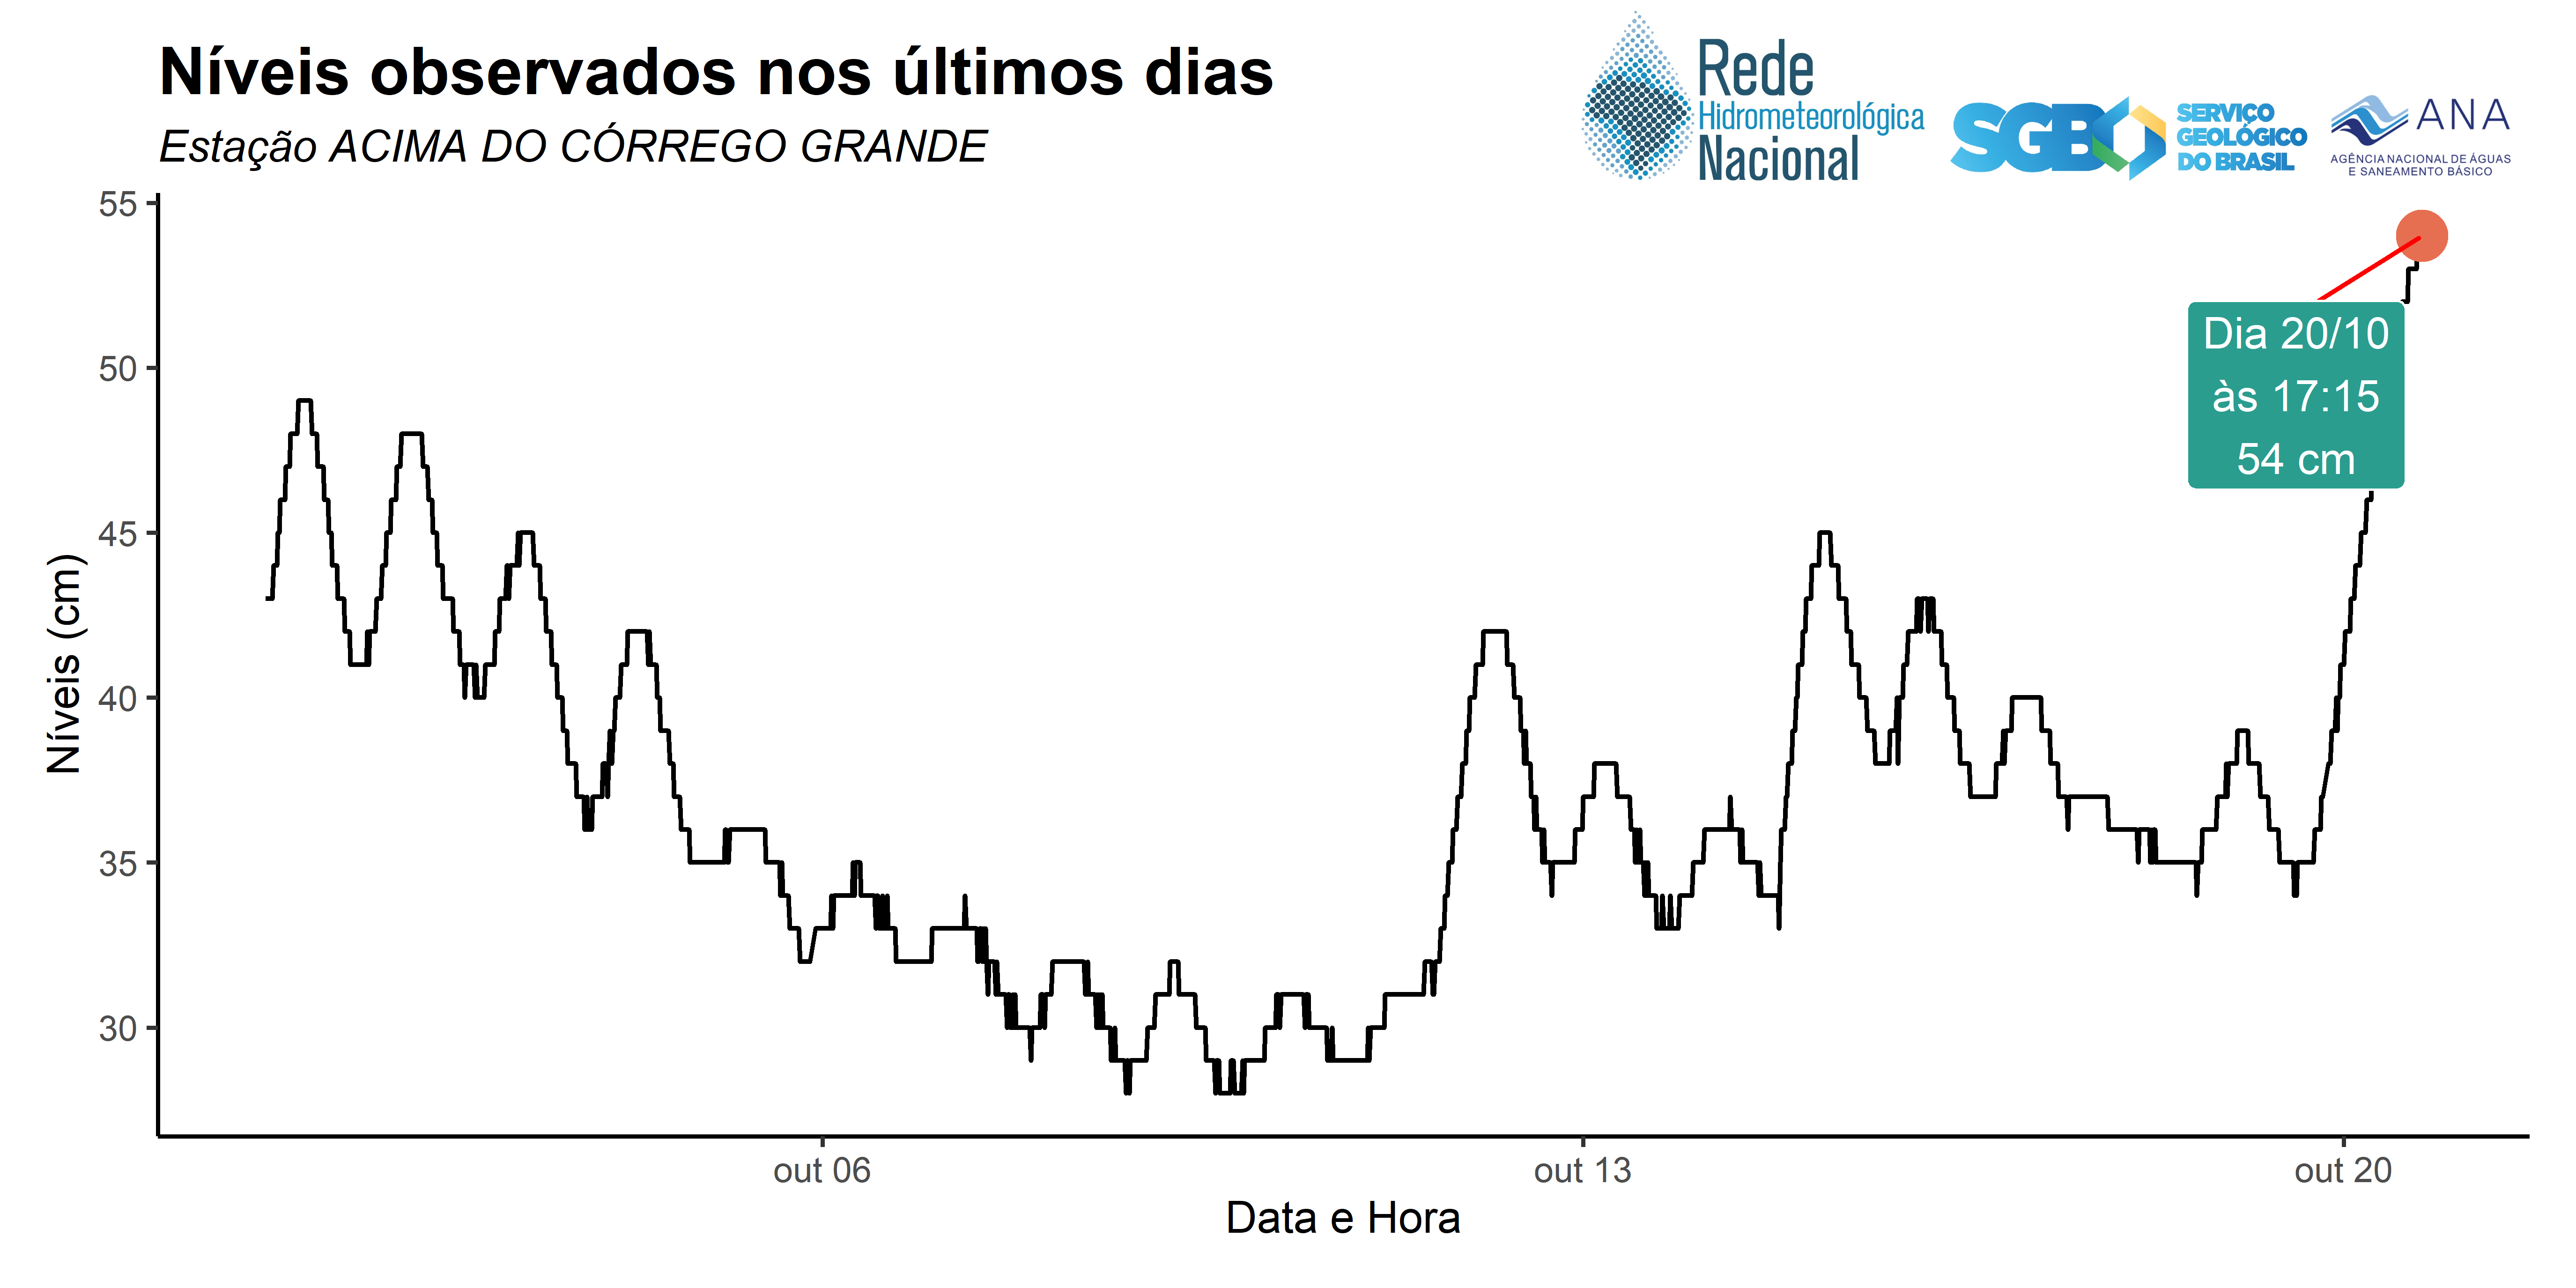 Níveis observados nos últimos dias
Estação ACIMA DO CÓRREGO GRANDE
Rede
Hidrometeorológica
Nacional
SGB
SERVIÇO
GEOLÓGICO
DO BRASIL
ANA
AGÊNCIA NACIONAL DE ÁGUAS
E SANEAMENTO BÁSICO
55
50
45
40
35
30
Níveis (cm)
Dia 20/10
às 17:15
54 cm
out 06
out 13
out 20
Data e Hora